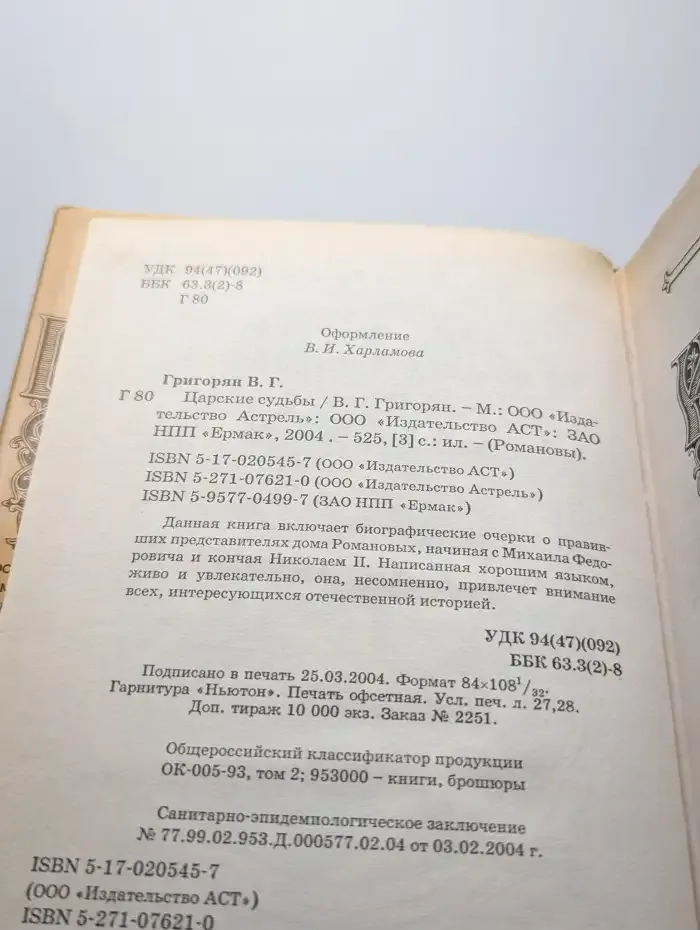 УДК 94(47)(092)
ББК 63.3(2)-8
Г 80
Оформление
В. И. Харламова
Григорян В. Г.
Г 80 Царские судьбы / В. Г. Григорян. – М.: ООО «Изда-
тельство Астрель»: ООО «Издательство АСТ»: ЗАО
НПП «Ермак», 2004 . – 525, [3] с.: ил. – (Романовы).
ISBN 5-17-020545-7 (ООО «Издательство АСТ»)
ISBN 5-271-07621-0 (ООО «Издательство Астрель»)
ISBN 5-9577-0499-7 (ЗАО НПП «Ермак»)
Данная книга включает биографические очерки о правив-
ших представителях дома Романовых, начиная с Михаила Федо-
ровича и кончая Николаем II. Написанная хорошим языком,
живо и увлекательно, она, несомненно, привлечет внимание
всех, интересующихся отечественной историей.
УДК 94(47)(092)
ББК 63.3(2)-8
Подписано в печать 25.03.2004. Формат 84×108¹/₃₂.
Гарнитура «Ньютон». Печать офсетная. Усл. печ. л. 27,28.
Доп. тираж 10 000 экз. Заказ № 2251.
Общероссийский классификатор продукции
ОК-005-93, том 2; 953000 – книги, брошюры
Санитарно-эпидемиологическое заключение
№ 77.99.02.953.Д.000577.02.04 от 03.02.2004 г.
ISBN 5-17-020545-7
(ООО «Издательство АСТ»)
ISBN 5-271-07621-0